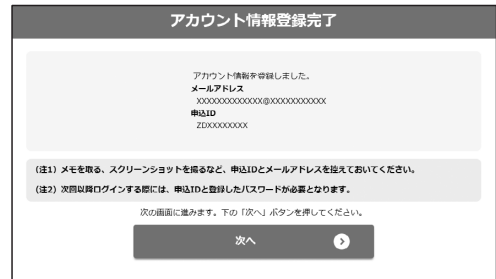 アカウント情報登録完了
アカウント情報を登録しました。
メールアドレス
XXXXXXXXXXXXX@XXXXXXXXXXX
申込ID
ZDXXXXXXXX
(注1）メモを取る、スクリーンショットを撮るなど、申込IDとメールアドレスを控えておいてください。
(注2）次回以降ログインする際には、申込IDと登録したパスワードが必要となります。
次の画面に進みます。下の「次へ」ボタンを押してください。
次へ